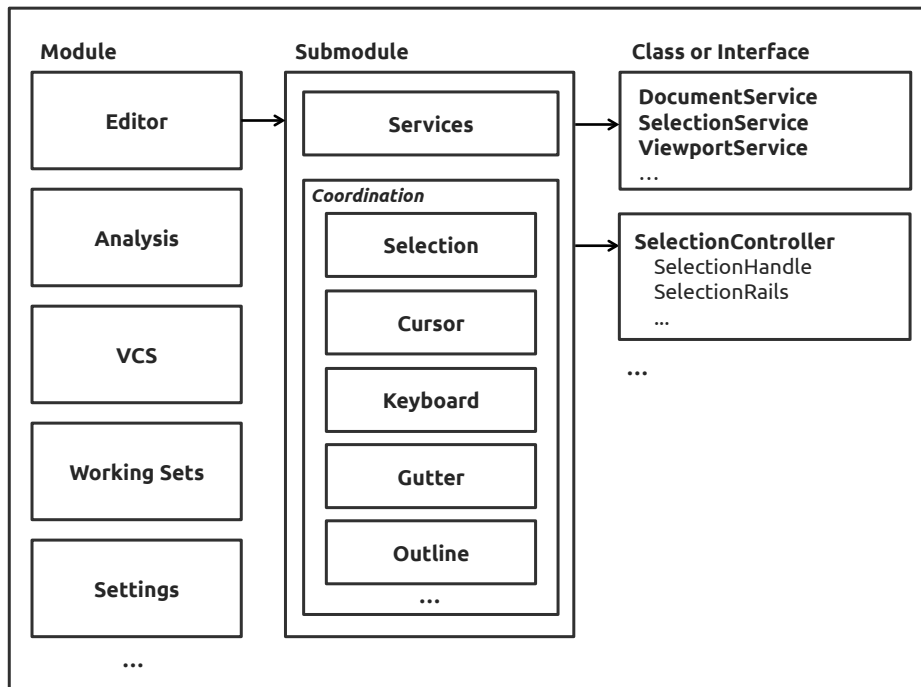 Module
Editor
Analysis
VCS
Working Sets
Settings
...
Submodule
Services
Coordination
Selection
Cursor
Keyboard
Gutter
Outline
...
Class or Interface
DocumentService
SelectionService
ViewportService
...
SelectionController
SelectionHandle
SelectionRails
...
...